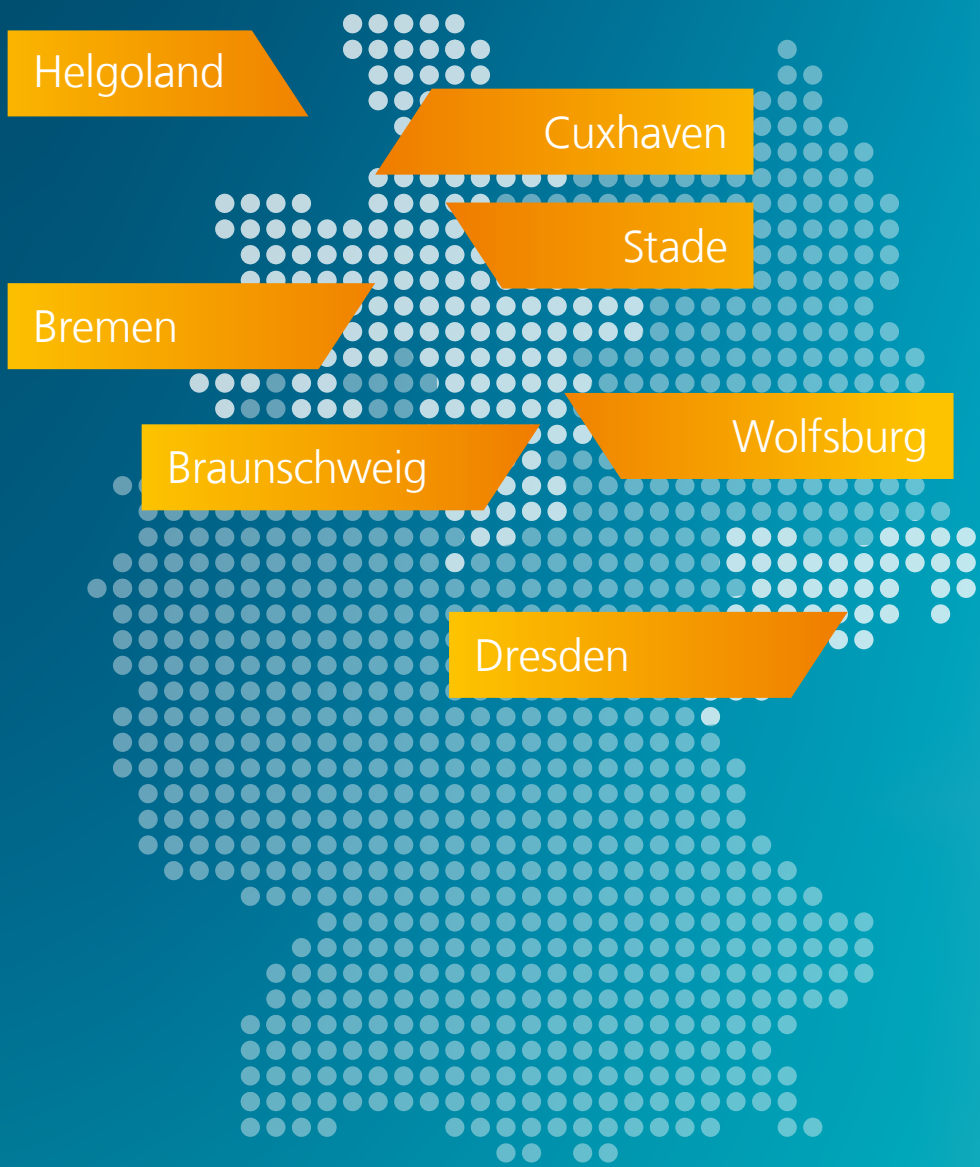 Helgoland
Cuxhaven
Stade
Bremen
Wolfsburg
Braunschweig
Dresden